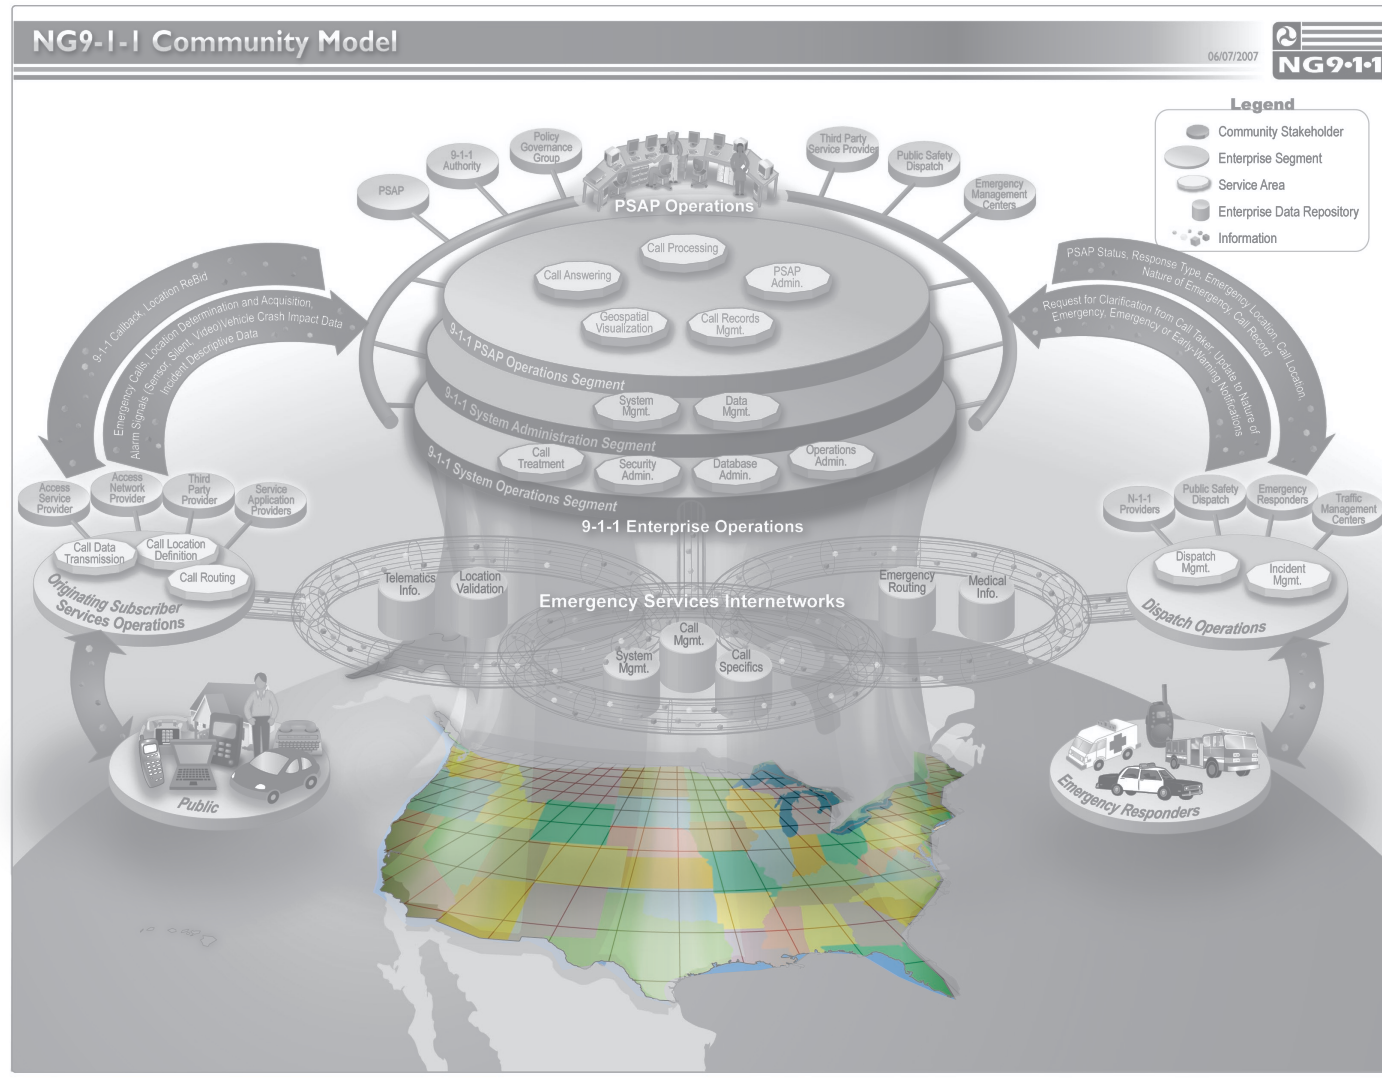 NG9-1-1 Community Model
06/07/2007
NG9•1•1
Legend
Community Stakeholder
Enterprise Segment
Service Area
Enterprise Data Repository
Information
PSAP
9-1-1
Authority
Policy
Governance
Group
Third Party
Service Provider
Public Safety
Dispatch
Emergency
Management
Centers
PSAP Operations
Call Processing
Call Answering
PSAP
Admin.
Geospatial
Visualization
Call Records
Mgmt.
9-1-1 PSAP Operations Segment
System
Mgmt.
Data
Mgmt.
9-1-1 System Administration Segment
Call
Treatment
Security
Admin.
Database
Admin.
Operations
Admin.
9-1-1 System Operations Segment
9-1-1 Enterprise Operations
9-1-1 Callback, Location ReBid
Emergency Calls, Location Determination and Acquisition,
Alarm Signals (Sensor, Silent, Video)Vehicle Crash Impact Data
Incident Descriptive Data
PSAP Status, Response Type, Emergency Location, Call Location,
Nature of Emergency, Call Record
Request for Clarification from Call Taker, Update to Nature of
Emergency, Emergency or Early-Warning Notifications
Access
Service
Provider
Access
Network
Provider
Third
Party
Provider
Service
Application
Providers
Call Data
Transmission
Call Location
Definition
Call Routing
Originating Subscriber
Services Operations
N-1-1
Providers
Public Safety
Dispatch
Emergency
Responders
Traffic
Management
Centers
Dispatch
Mgmt.
Incident
Mgmt.
Dispatch Operations
Telematics
Info.
Location
Validation
Emergency Services Internetworks
Emergency
Routing
Medical
Info.
System
Mgmt.
Call
Mgmt.
Call
Specifics
Public
Emergency Responders